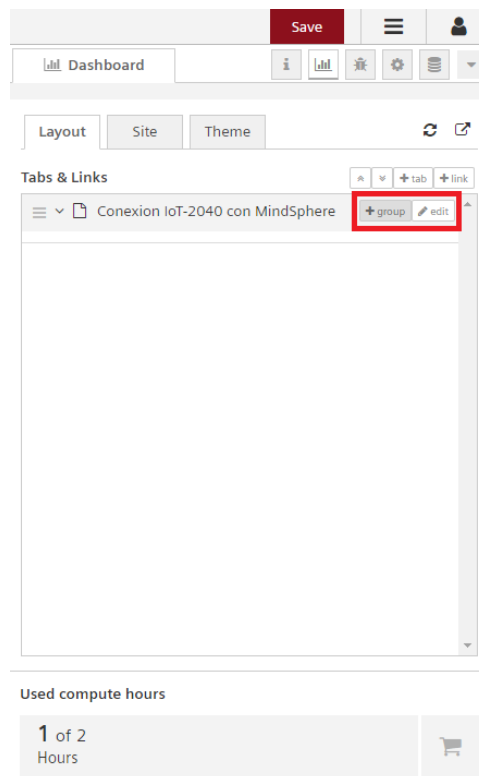 Save
Dashboard
Layout Site Theme
Tabs & Links
+ tab + link
Conexion IoT-2040 con MindSphere + group edit
Used compute hours
1 of 2
Hours